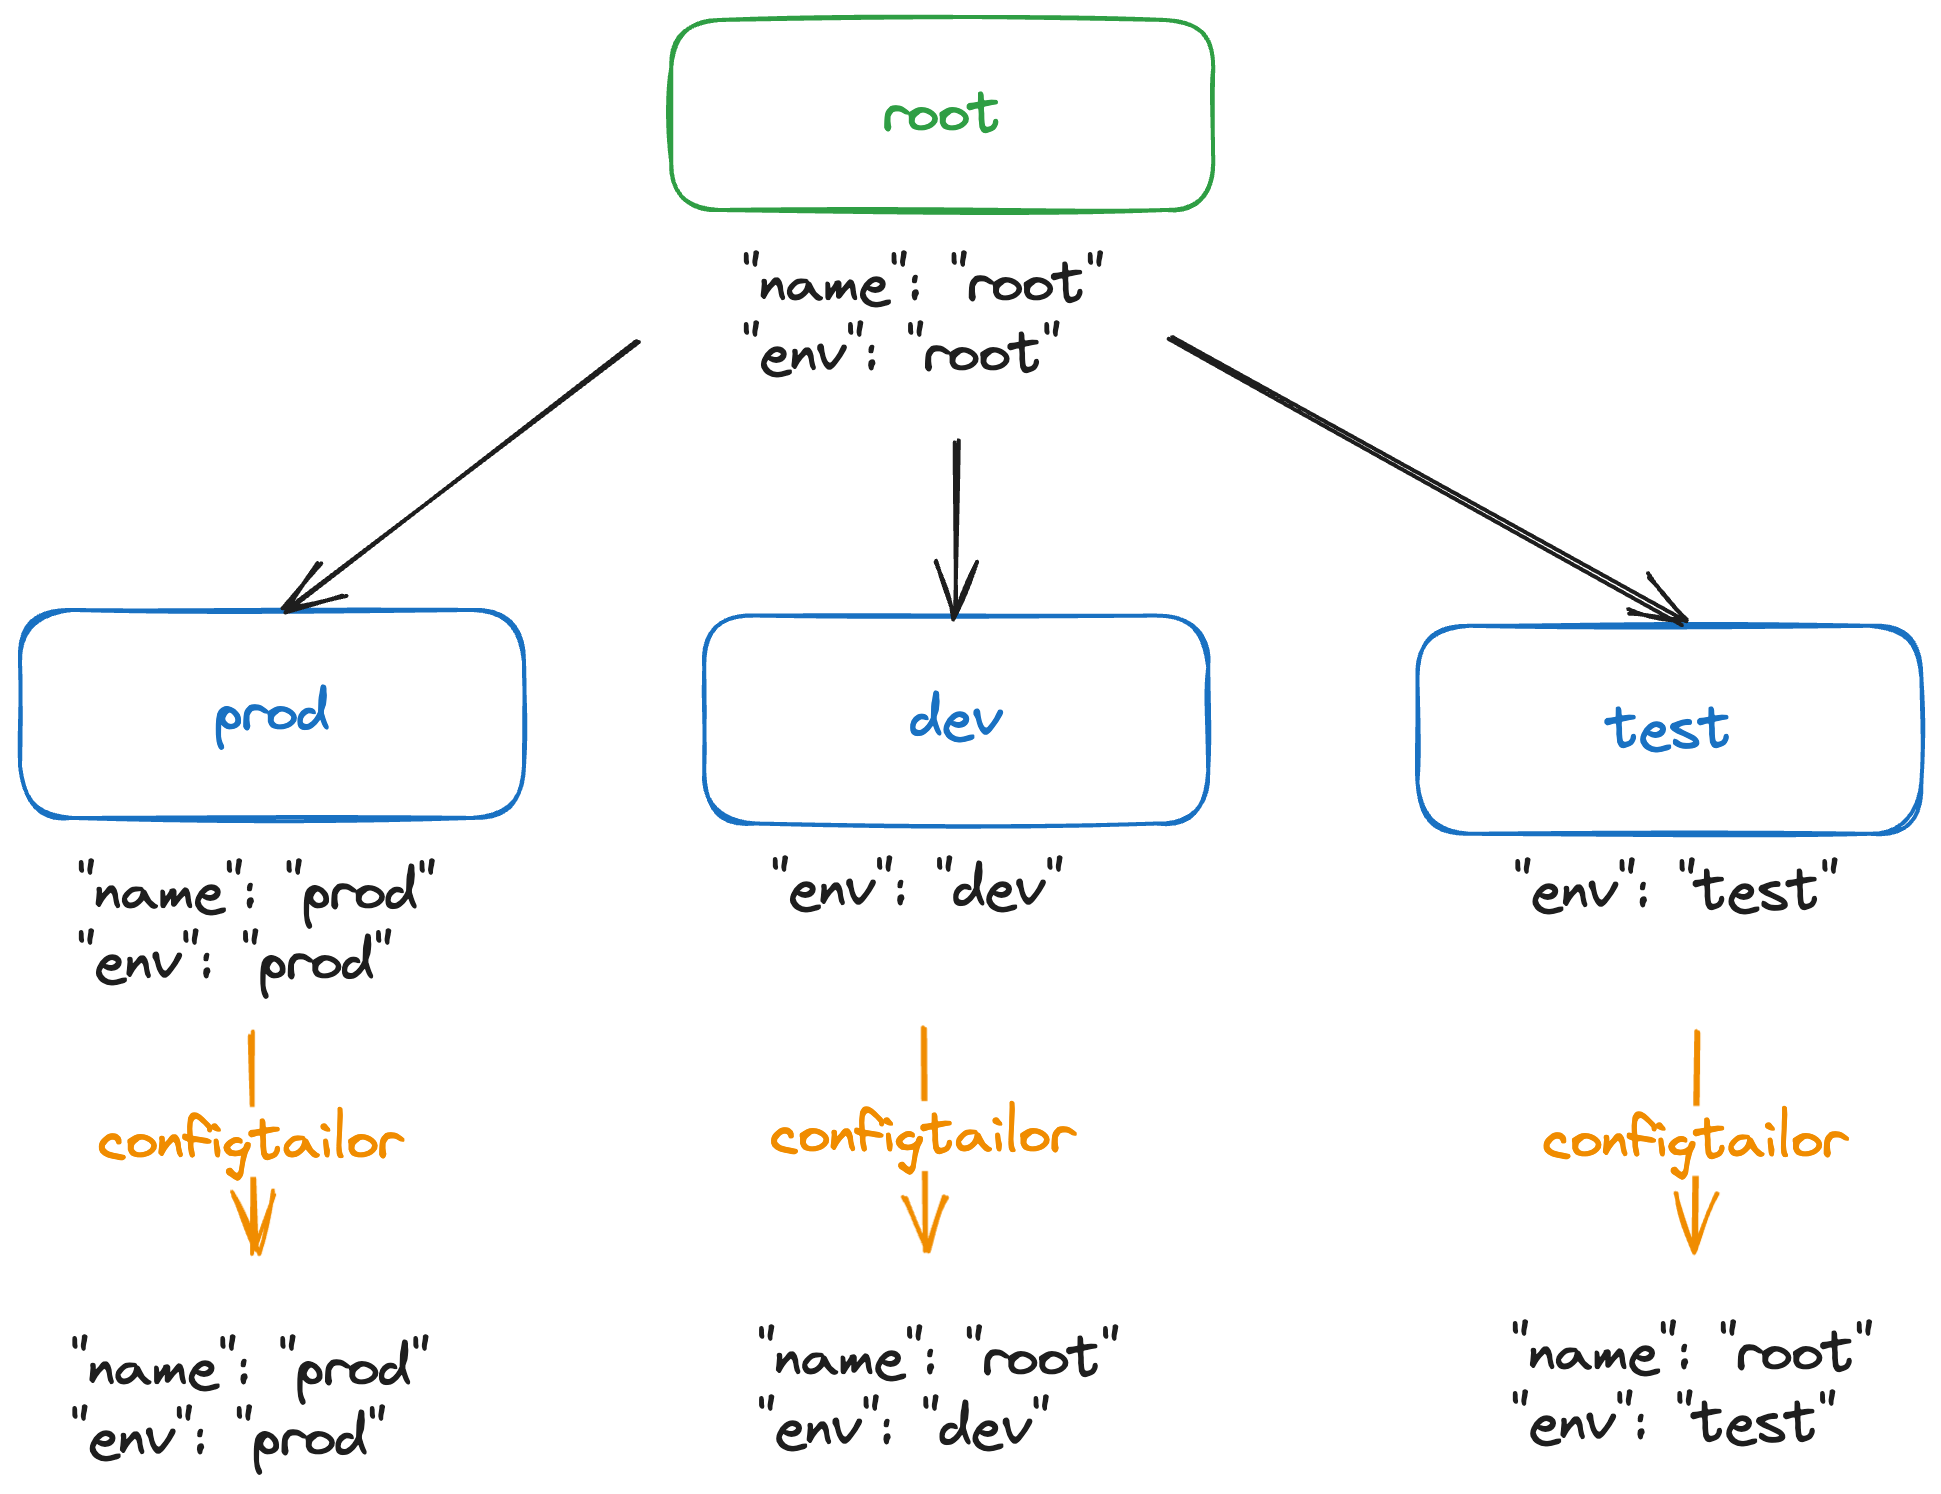 root
"name": "root"
"env": "root"
prod
dev
test
"name": "prod"
"env": "prod"
"env": "dev"
"env": "test"
configtailor
configtailor
configtailor
"name": "prod"
"env": "prod"
"name": "root"
"env": "dev"
"name": "root"
"env": "test"